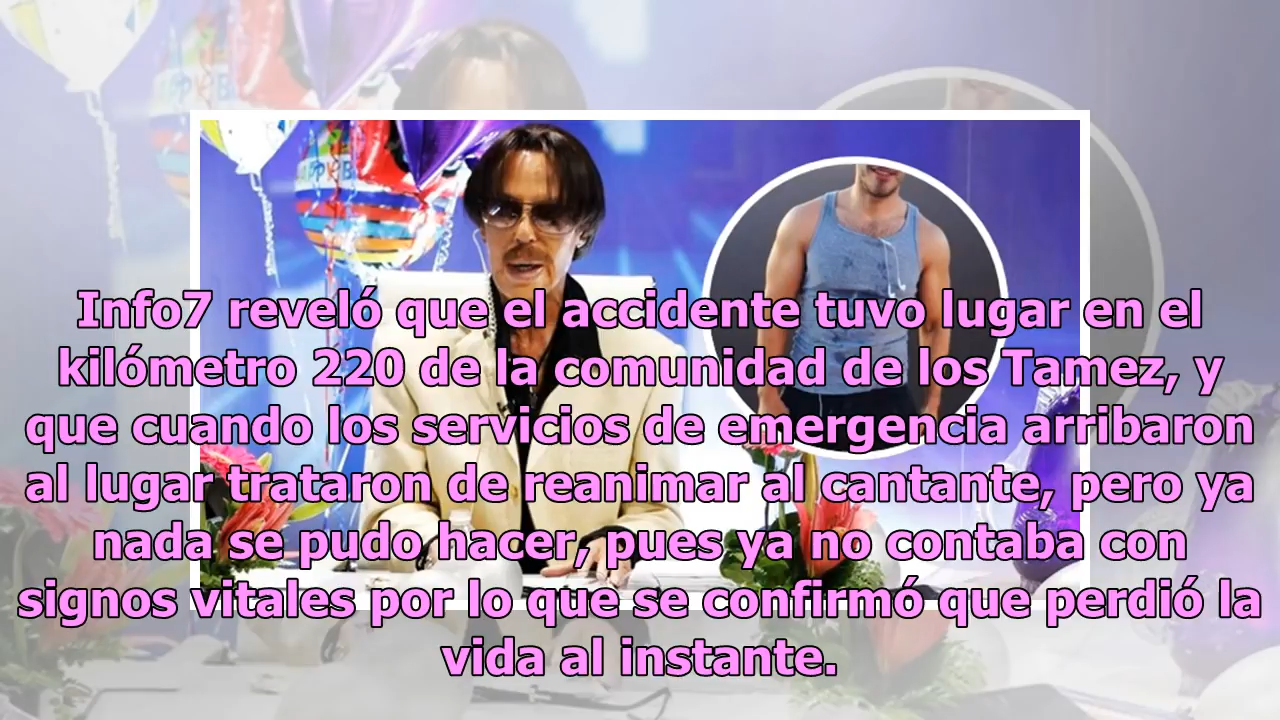 Info7 reveló que el accidente tuvo lugar en el
kilómetro 220 de la comunidad de los Tamez, y
que cuando los servicios de emergencia arribaron
al lugar trataron de reanimar al cantante, pero ya
nada se pudo hacer, pues ya no contaba con
signos vitales por lo que se confirmó que perdió la
vida al instante.